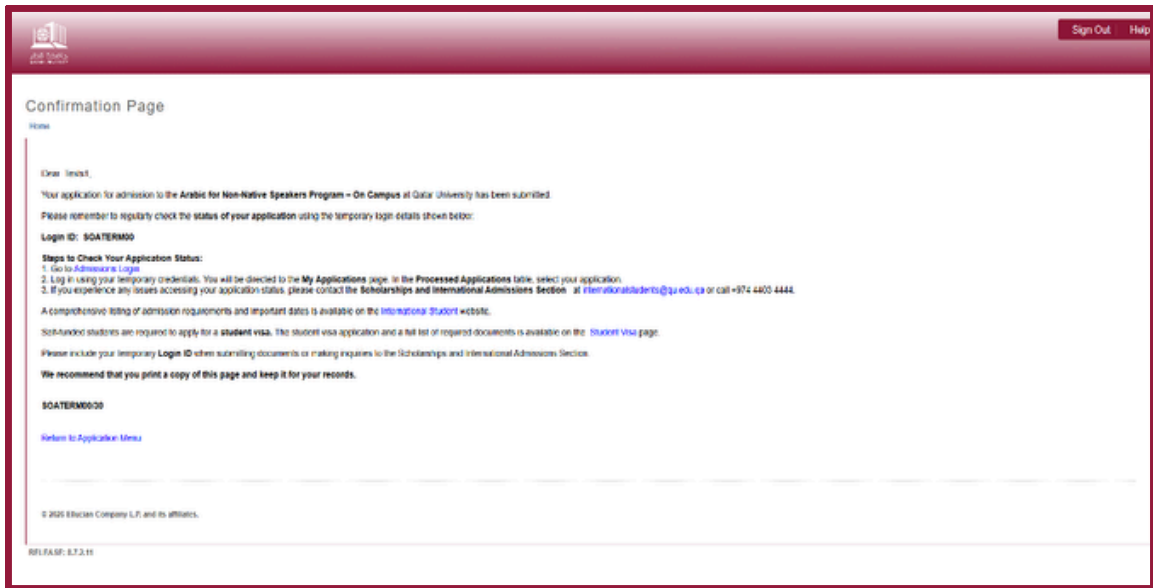 Sign Out Help
Confirmation Page
Home
Dear
Your application for admission to the Arabic for Non-Native Speakers Program – On Campus at Qatar University has been submitted.
Please remember to regularly check the status of your application using the temporary login details shown below:
Login ID: SOATERM00
Steps to Check Your Application Status:
1. Go to Admissions Login
2. Log in using your temporary credentials. You will be directed to the My Applications page. In the Processed Applications table, select your application.
3. If you experience any issues accessing your application status, please contact the Scholarships and International Admissions Section at internationalstudents@qu.edu.qa or call +974 4403 4444.
A comprehensive listing of admission requirements and important dates is available on the International Student website.
Self-funded students are required to apply for a student visa. The student visa application and a full list of required documents is available on the Student Visa page.
Please include your temporary Login ID when submitting documents or making inquiries to the Scholarships and International Admissions Section.
We recommend that you print a copy of this page and keep it for your records.
SOATERM00/30
Return to Application Menu
© 2025 Ellucian Company L.P. and its affiliates.
RELEASE: 8.7.2.11